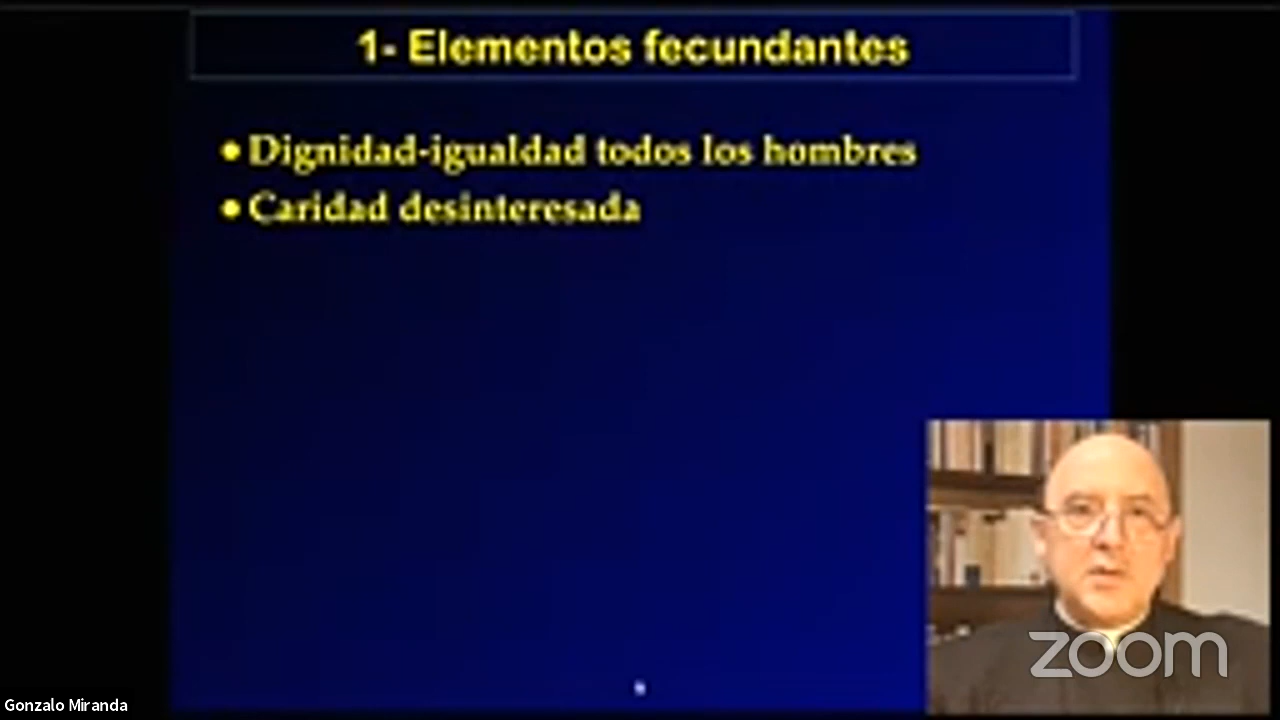 1- Elementos fecundantes
● Dignidad-igualdad todos los hombres
● Caridad desinteresada
zoom
Gonzalo Miranda